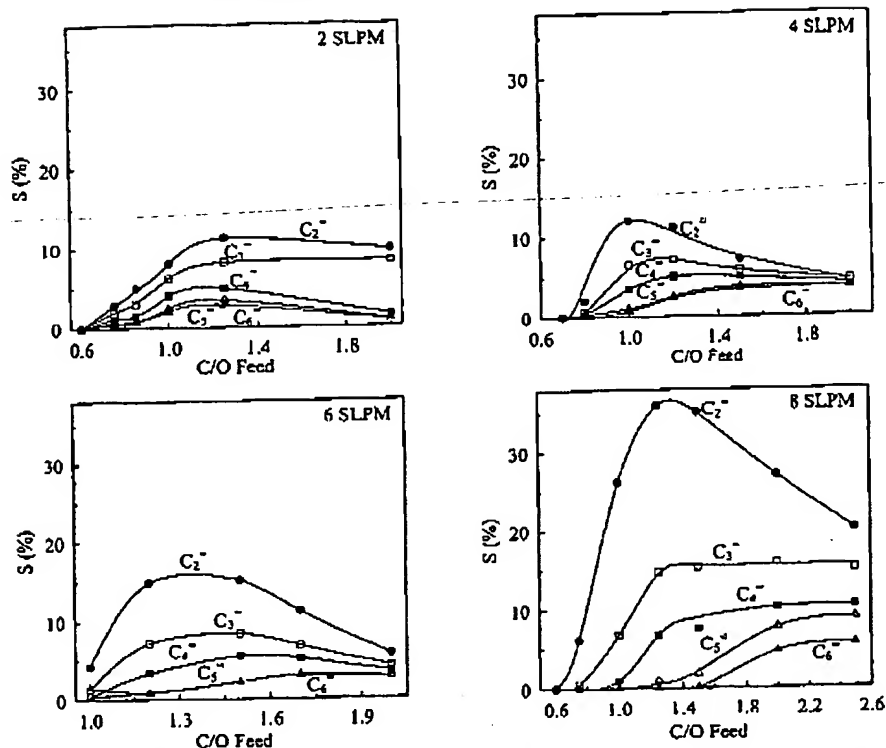 2 SLPM
30
20
10
0
S (%)
C₂⁼
C₃⁼
C₆⁼
C₅⁼ C₆⁼
0.6 1.0 1.4 1.8
C/O Feed
4 SLPM
30
20
10
0
S (%)
C₂⁼
C₃⁼
C₄⁼
C₅⁼
C₆⁼
0.6 1.0 1.4 1.8
C/O Feed
6 SLPM
30
20
10
0
S (%)
C₂⁼
C₃⁼
C₄⁼
C₅⁼
C₆⁼
1.0 1.3 1.6 1.9
C/O Feed
8 SLPM
30
20
10
0
S (%)
C₂⁼
C₃⁼
C₄⁼
C₅⁼
C₆⁼
0.6 1.0 1.4 1.8 2.2 2.6
C/O Feed